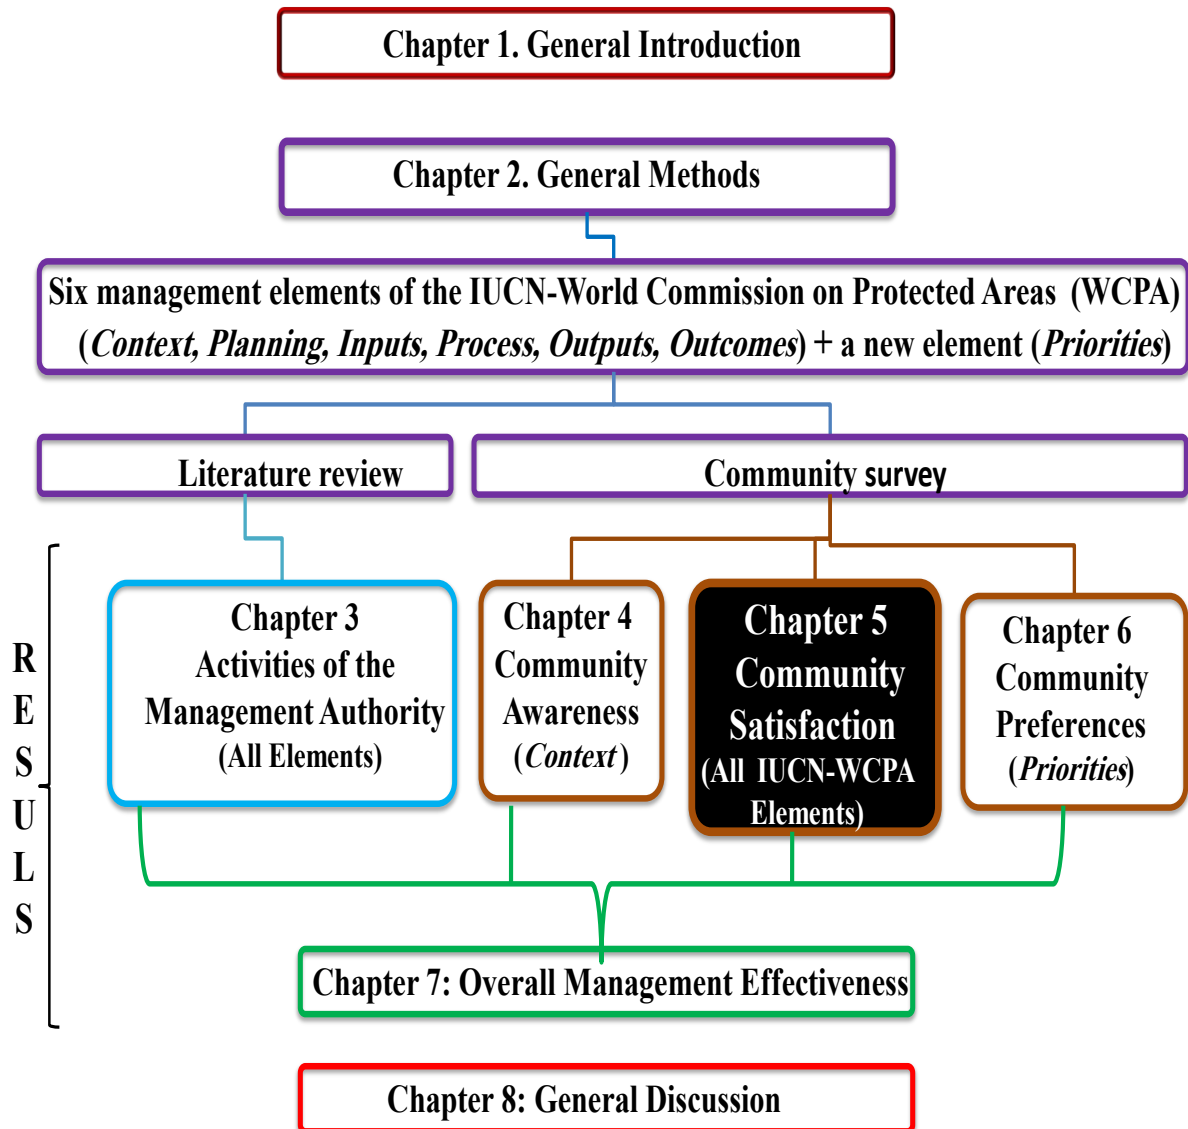 Chapter 1. General Introduction
Chapter 2. General Methods
Six management elements of the IUCN-World Commission on Protected Areas (WCPA)
(Context, Planning, Inputs, Process, Outputs, Outcomes) + a new element (Priorities)
Literature review
Community survey
R
E
S
U
L
S
Chapter 3
Activities of the
Management Authority
(All Elements)
Chapter 4
Community
Awareness
(Context)
Chapter 5
Community
Satisfaction
(All IUCN-WCPA
Elements)
Chapter 6
Community
Preferences
(Priorities)
Chapter 7: Overall Management Effectiveness
Chapter 8: General Discussion